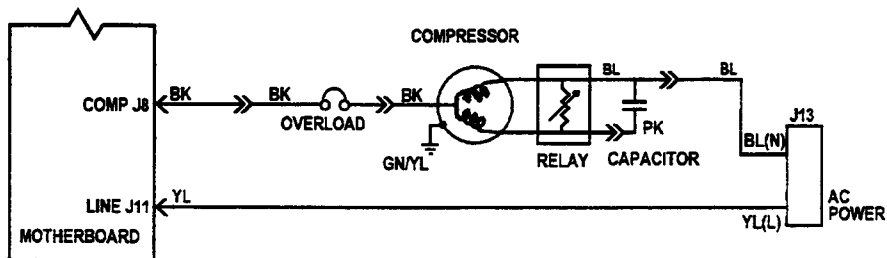 COMPRESSOR
COMP J8
BK
BK
BK
OVERLOAD
GN/YL
BL
BL
PK
RELAY
CAPACITOR
J13
BL(N)
LINE J11
YL
YL(L)
AC
POWER
MOTHERBOARD